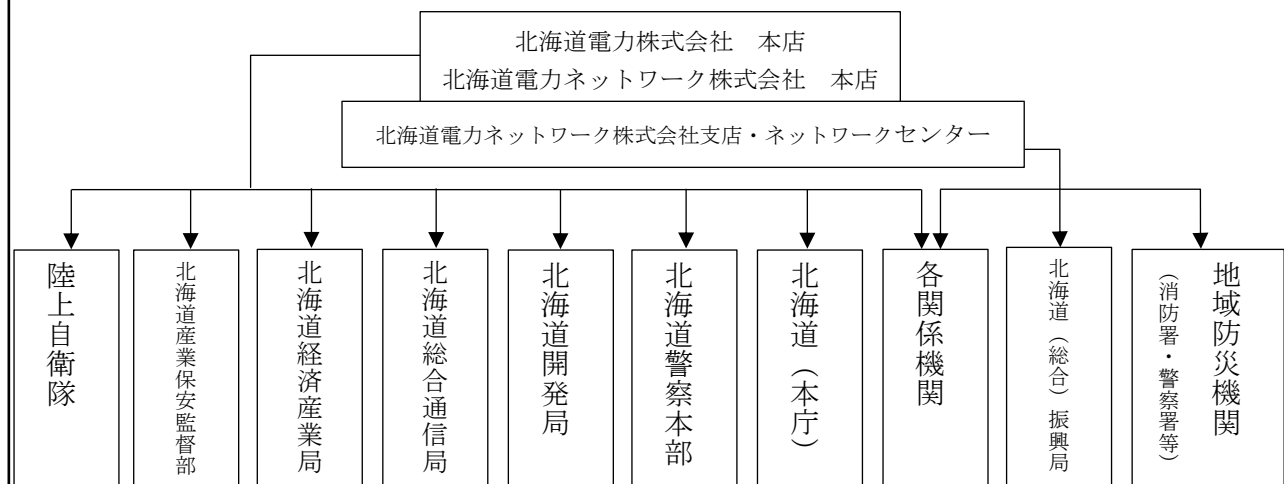 北海道電力株式会社　本店
北海道電力ネットワーク株式会社　本店
北海道電力ネットワーク株式会社支店・ネットワークセンター
陸上自衛隊
北海道産業保安監督部
北海道経済産業局
北海道総合通信局
北海道開発局
北海道警察本部
北海道（本庁）
各関係機関
北海道（総合）振興局
地域防災機関
（消防署・警察署等）